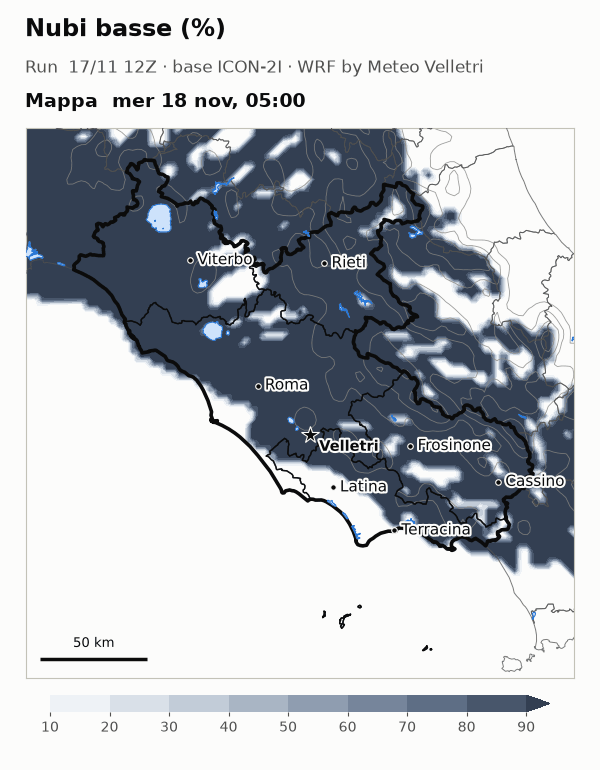 Nubi basse (%)
Run  17/11 12Z · base ICON-2I · WRF by Meteo Velletri
Mappa  mer 18 nov, 05:00
Viterbo
Rieti
Roma
Velletri
Frosinone
Cassino
Latina
Terracina
50 km
10 20 30 40 50 60 70 80 90